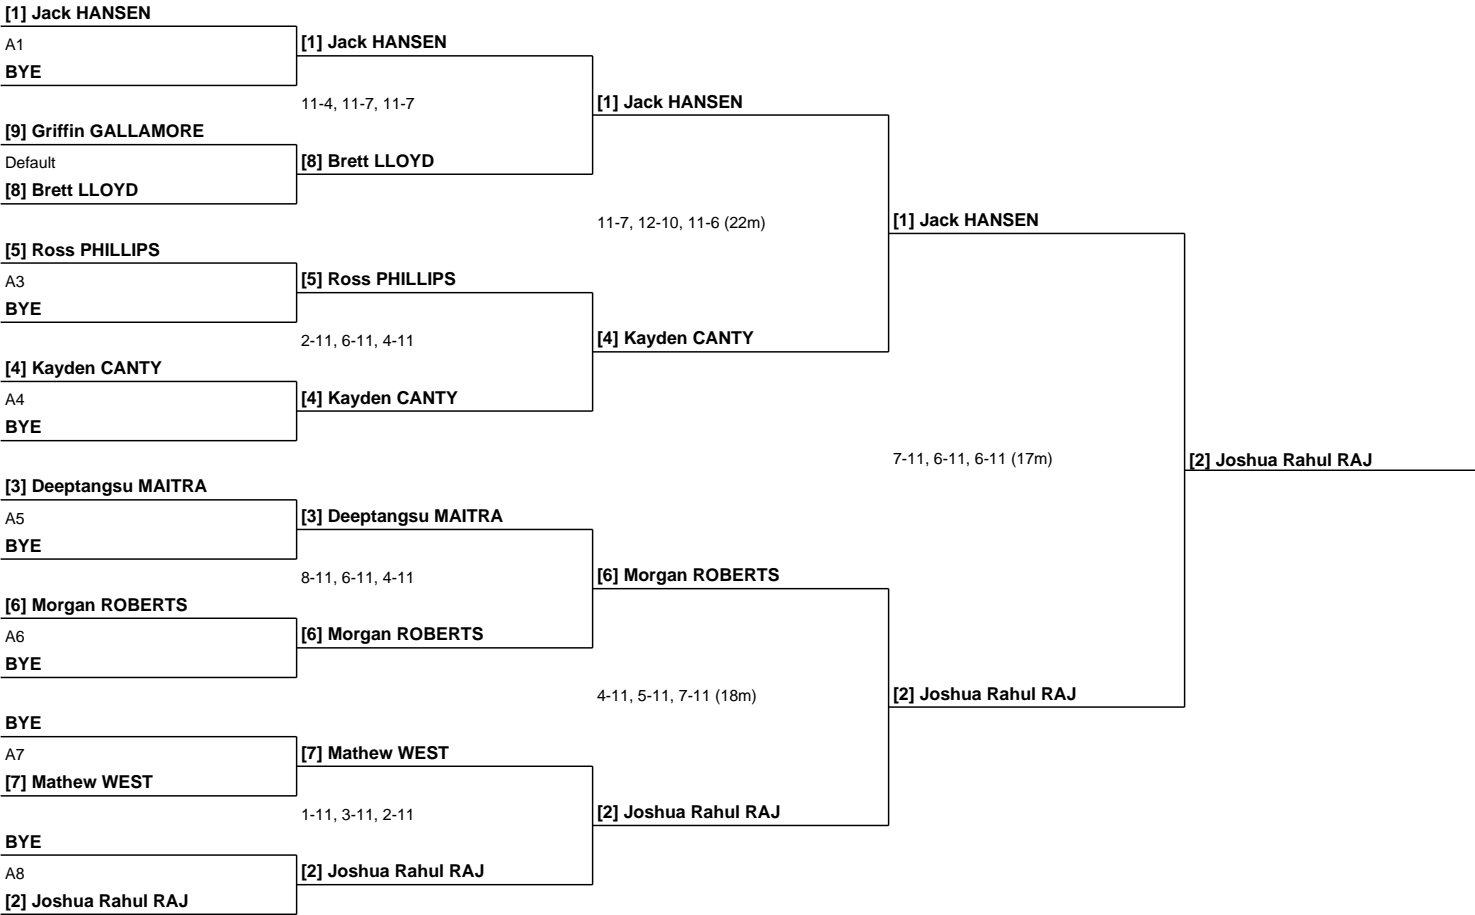 [1] Jack HANSEN
A1
BYE
[9] Griffin GALLAMORE
Default
[8] Brett LLOYD
[5] Ross PHILLIPS
A3
BYE
[4] Kayden CANTY
A4
BYE
[3] Deeptangsu MAITRA
A5
BYE
[6] Morgan ROBERTS
A6
BYE
BYE
A7
[7] Mathew WEST
BYE
A8
[2] Joshua Rahul RAJ
[1] Jack HANSEN
11-4, 11-7, 11-7
[8] Brett LLOYD
[5] Ross PHILLIPS
2-11, 6-11, 4-11
[4] Kayden CANTY
[3] Deeptangsu MAITRA
8-11, 6-11, 4-11
[6] Morgan ROBERTS
[7] Mathew WEST
1-11, 3-11, 2-11
[2] Joshua Rahul RAJ
[1] Jack HANSEN
11-7, 12-10, 11-6 (22m)
[4] Kayden CANTY
[6] Morgan ROBERTS
4-11, 5-11, 7-11 (18m)
[2] Joshua Rahul RAJ
[1] Jack HANSEN
7-11, 6-11, 6-11 (17m)
[2] Joshua Rahul RAJ
[2] Joshua Rahul RAJ